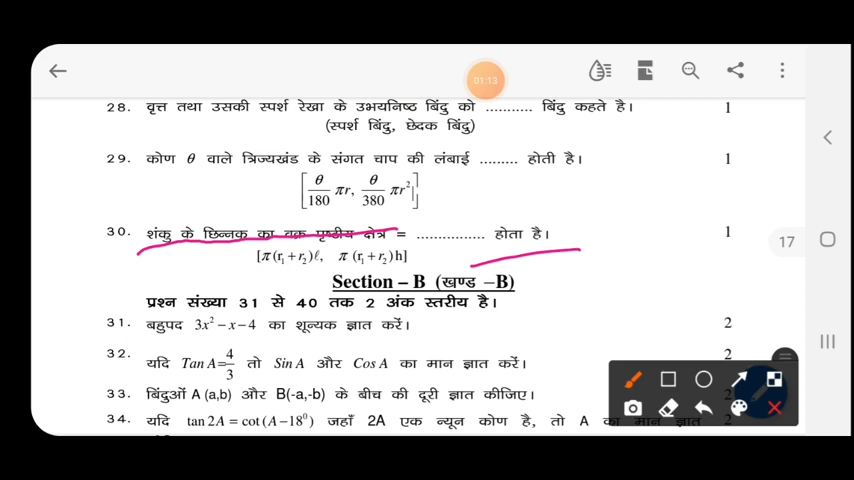 01:13
28. वृत्त तथा उसकी स्पर्श रेखा के उभयनिष्ठ बिंदु को ........... बिंदु कहते है। 1
(स्पर्श बिंदु, छेदक बिंदु)
29. कोण θ वाले त्रिज्यखंड के संगत चाप की लंबाई ......... होती है। 1
[θ/180 πr, θ/380 πr²]
30. शंकु के छिन्नक का वक्र पृष्ठीय क्षेत्र = ................ होता है। 1
[π(r₁+r₂)ℓ, π(r₁+r₂)h]
17
Section – B (खण्ड –B)
प्रश्न संख्या 31 से 40 तक 2 अंक स्तरीय है।
31. बहुपद 3x²–x–4 का शून्यक ज्ञात करें। 2
32. यदि Tan A=4/3 तो Sin A और Cos A का मान ज्ञात करें। 2
33. बिंदुओं A (a,b) और B(-a,-b) के बीच की दूरी ज्ञात कीजिए। 2
34. यदि tan 2A = cot (A–18⁰) जहाँ 2A एक न्यून कोण है, तो A का मान ज्ञात 2